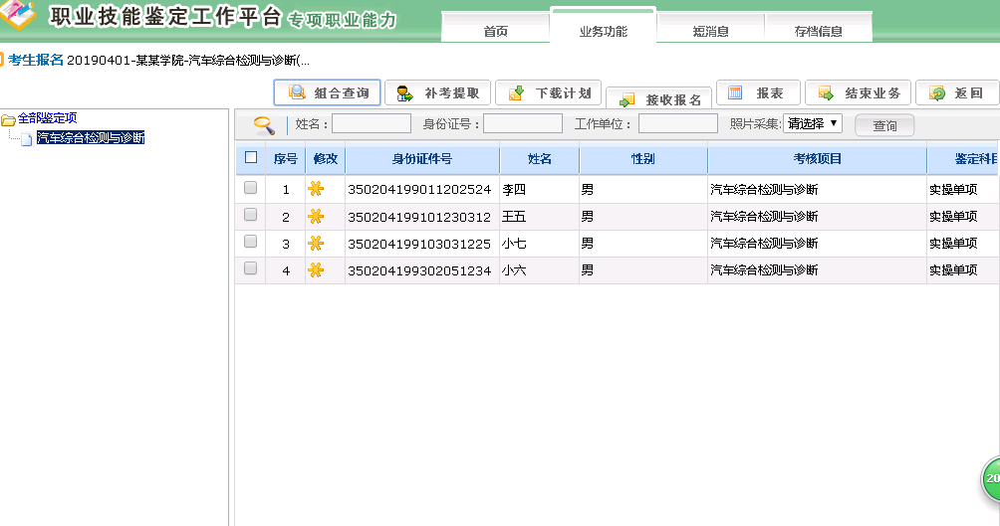 职业技能鉴定工作平台 专项职业能力
首页 业务功能 短消息 存档信息
考生报名 20190401-某某学院-汽车综合检测与诊断(...
组合查询 补考提取 下载计划 接收报名 报表 结束业务 返回
全部鉴定项
汽车综合检测与诊断
姓名: 身份证号: 工作单位: 照片采集: 请选择 查询
序号 修改 身份证件号 姓名 性别 考核项目 鉴定科目
1 350204199011202524 李四 男 汽车综合检测与诊断 实操单项
2 350204199101230312 王五 男 汽车综合检测与诊断 实操单项
3 350204199103031225 小七 男 汽车综合检测与诊断 实操单项
4 350204199302051234 小六 男 汽车综合检测与诊断 实操单项
20